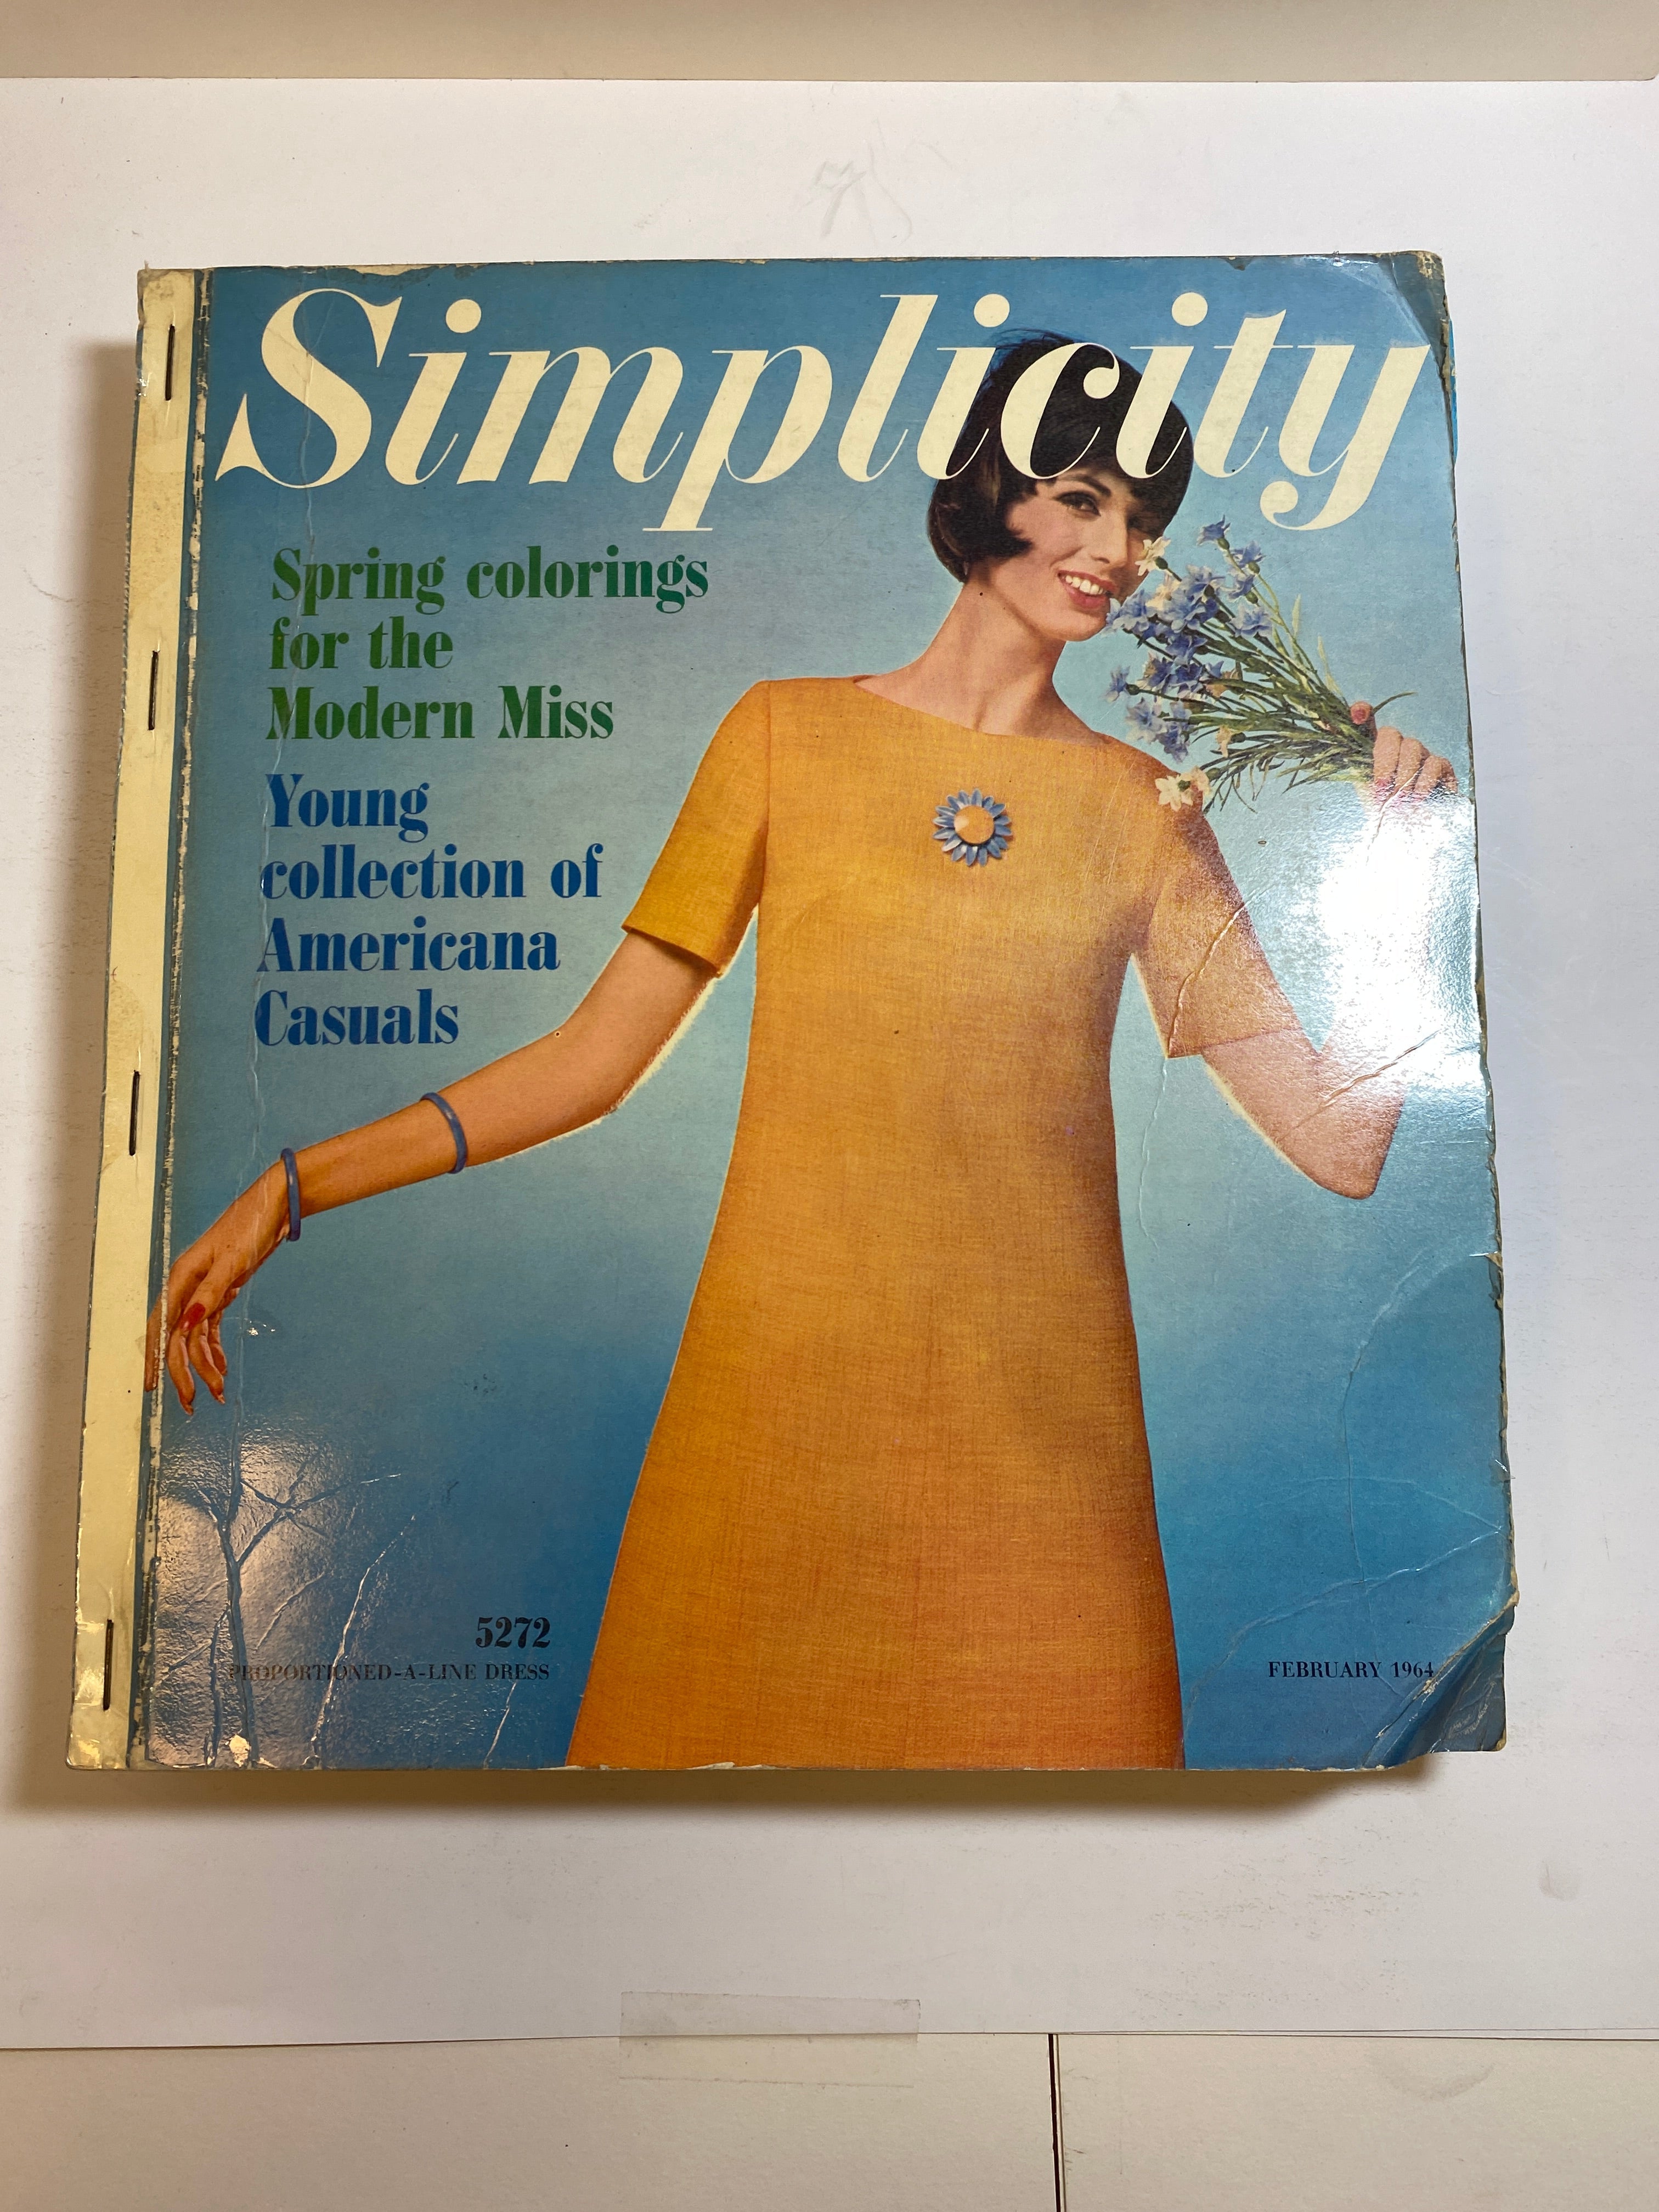 Simplicity
Spring colorings
for the
Modern Miss
Young
collection of
Americana
Casuals
5272
PROPORTIONED-A-LINE DRESS
FEBRUARY 1964